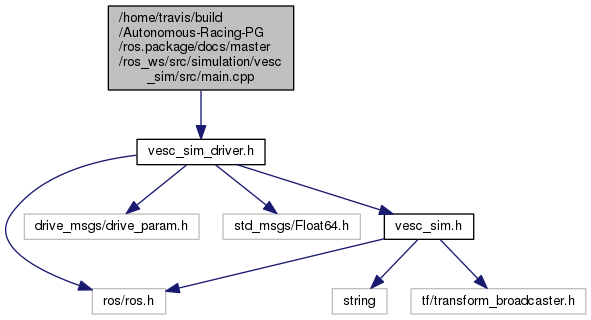 /home/travis/build
/Autonomous-Racing-PG
/ros.package/docs/master
/ros_ws/src/simulation/vesc
_sim/src/main.cpp
vesc_sim_driver.h
drive_msgs/drive_param.h
std_msgs/Float64.h
vesc_sim.h
ros/ros.h
string
tf/transform_broadcaster.h